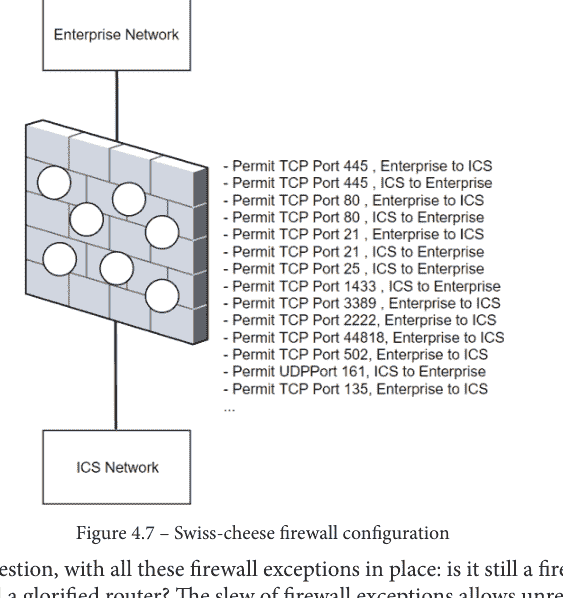 Enterprise Network
- Permit TCP Port 445 , Enterprise to ICS
- Permit TCP Port 445 , ICS to Enterprise
- Permit TCP Port 80 , Enterprise to ICS
- Permit TCP Port 80 , ICS to Enterprise
- Permit TCP Port 21 , Enterprise to ICS
- Permit TCP Port 21 , ICS to Enterprise
- Permit TCP Port 25 , ICS to Enterprise
- Permit TCP Port 1433 , ICS to Enterprise
- Permit TCP Port 3389 , Enterprise to ICS
- Permit TCP Port 2222, Enterprise to ICS
- Permit TCP Port 44818, Enterprise to ICS
- Permit TCP Port 502, Enterprise to ICS
- Permit UDPPort 161, ICS to Enterprise
- Permit TCP Port 135, Enterprise to ICS
...
ICS Network
Figure 4.7 – Swiss-cheese firewall configuration
estion, with all these firewall exceptions in place: is it still a fire
a glorified router? The slew of firewall exceptions allows unre